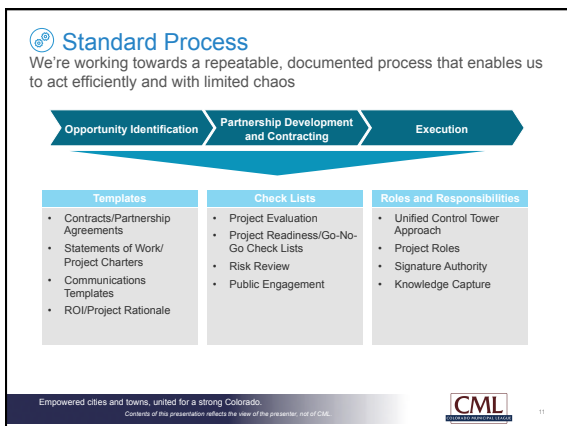 Standard Process
We're working towards a repeatable, documented process that enables us
to act efficiently and with limited chaos
Opportunity Identification
Partnership Development
and Contracting
Execution
Templates
• Contracts/Partnership
Agreements
• Statements of Work/
Project Charters
• Communications
Templates
• ROI/Project Rationale
Check Lists
• Project Evaluation
• Project Readiness/Go-No-
Go Check Lists
• Risk Review
• Public Engagement
Roles and Responsibilities
• Unified Control Tower
Approach
• Project Roles
• Signature Authority
• Knowledge Capture
Empowered cities and towns, united for a strong Colorado.
Contents of this presentation reflects the view of the presenter, not of CML.
CML
COLORADO MUNICIPAL LEAGUE
11